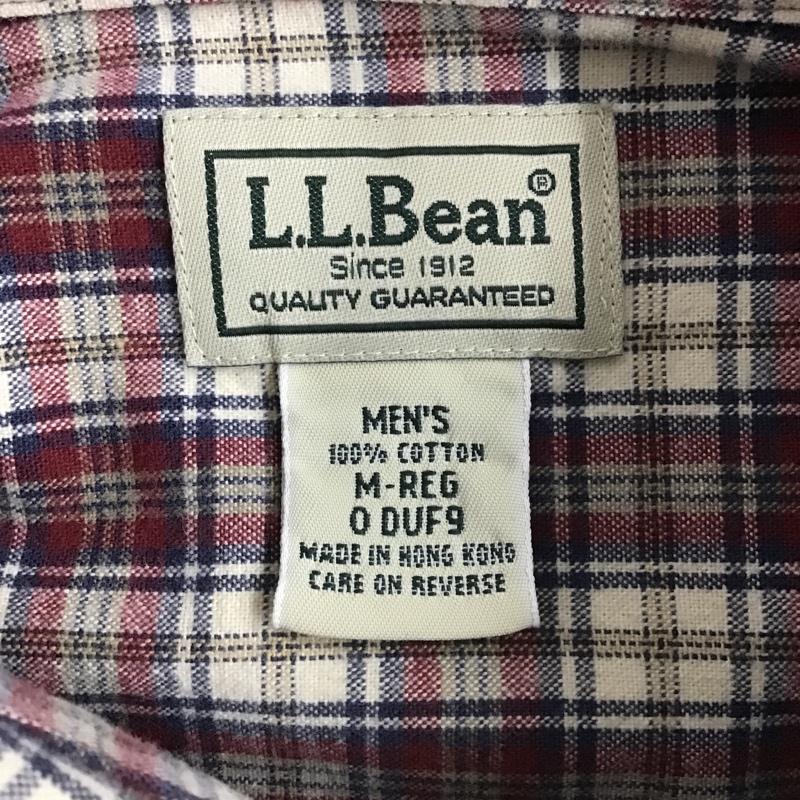 L.L.Bean®
Since 1912
QUALITY GUARANTEED
MEN'S
100% COTTON
M-REG
0 DUF9
MADE IN HONG KONG
CARE ON REVERSE